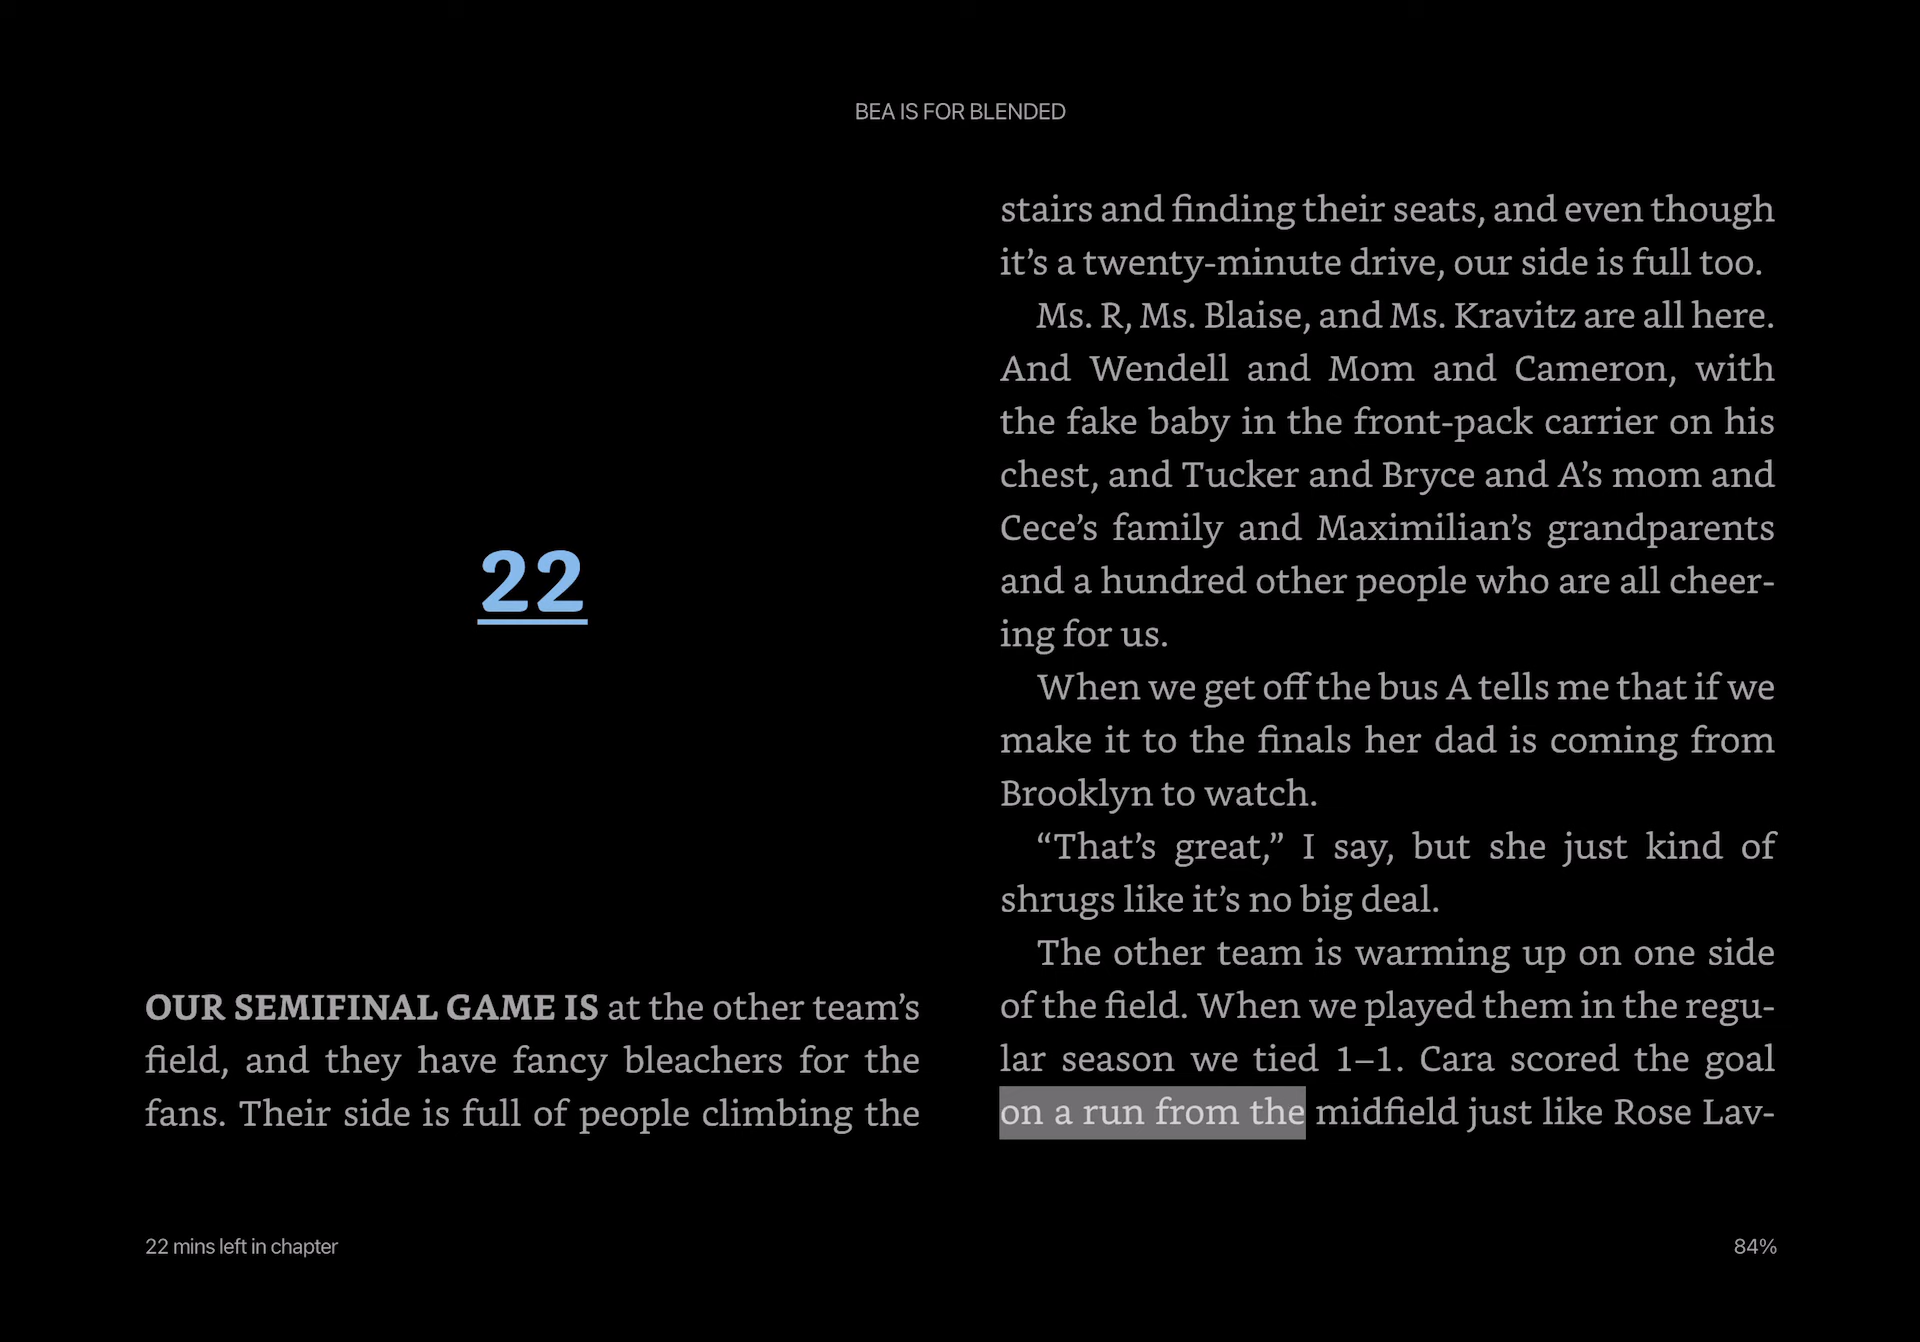 BEA IS FOR BLENDED
22
OUR SEMIFINAL GAME IS at the other team’s
field, and they have fancy bleachers for the
fans. Their side is full of people climbing the
stairs and finding their seats, and even though
it’s a twenty-minute drive, our side is full too.
Ms. R, Ms. Blaise, and Ms. Kravitz are all here.
And Wendell and Mom and Cameron, with
the fake baby in the front-pack carrier on his
chest, and Tucker and Bryce and A’s mom and
Cece’s family and Maximilian’s grandparents
and a hundred other people who are all cheer-
ing for us.
When we get off the bus A tells me that if we
make it to the finals her dad is coming from
Brooklyn to watch.
“That’s great,” I say, but she just kind of
shrugs like it’s no big deal.
The other team is warming up on one side
of the field. When we played them in the regu-
lar season we tied 1–1. Cara scored the goal
on a run from the midfield just like Rose Lav-
22 mins left in chapter
84%